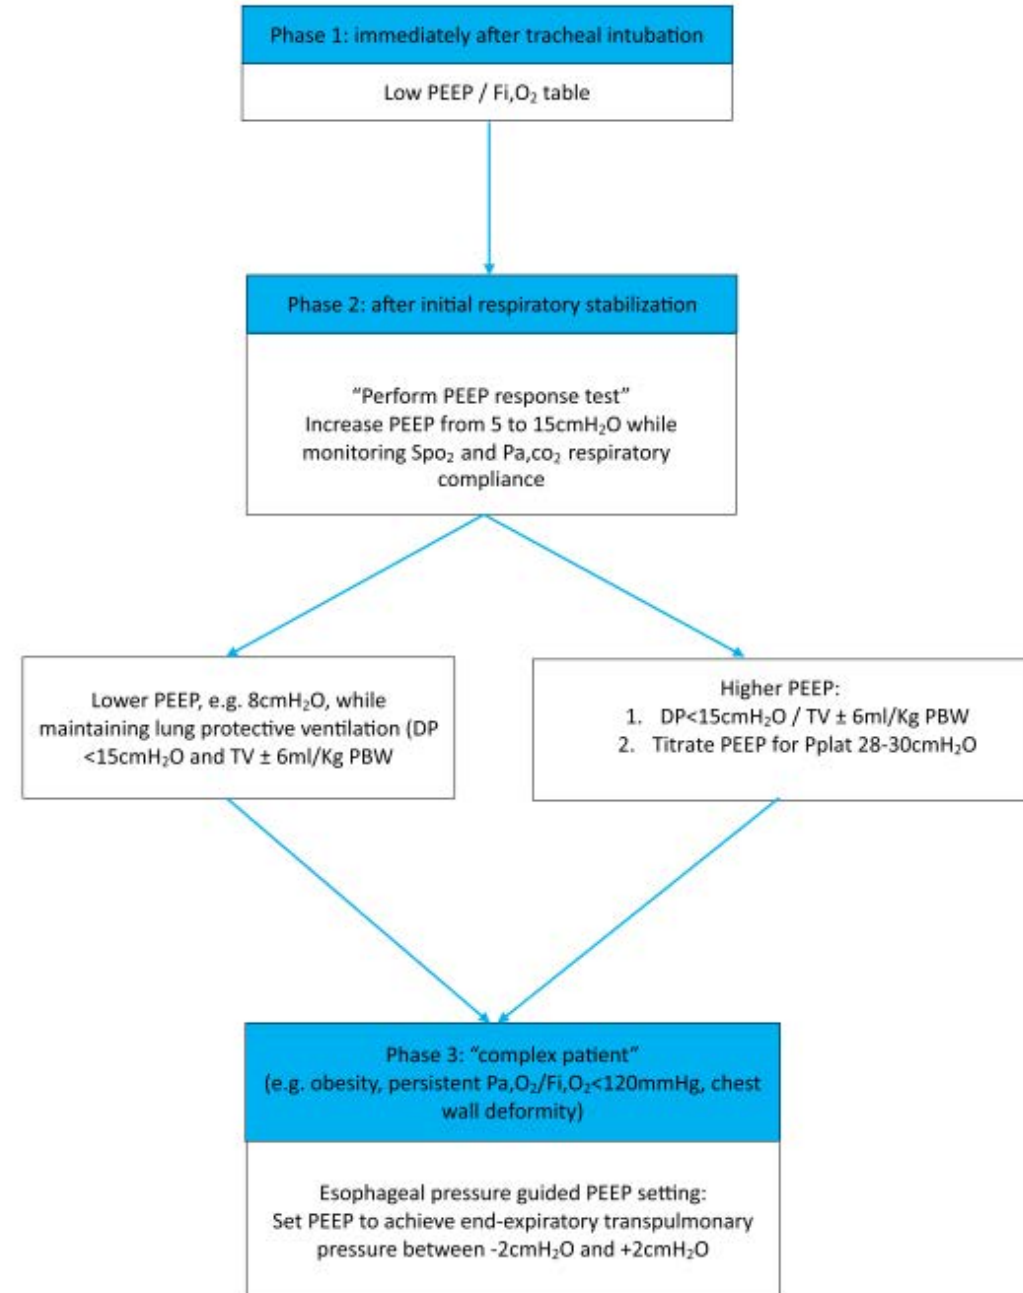 Phase 1: immediately after tracheal intubation
Low PEEP / Fi,O₂ table
Phase 2: after initial respiratory stabilization
“Perform PEEP response test”
Increase PEEP from 5 to 15cmH₂O while
monitoring Spo₂ and Pa,co₂ respiratory
compliance
Lower PEEP, e.g. 8cmH₂O, while
maintaining lung protective ventilation (DP
<15cmH₂O and TV ± 6ml/Kg PBW
Higher PEEP:
1. DP<15cmH₂O / TV ± 6ml/Kg PBW
2. Titrate PEEP for Pplat 28-30cmH₂O
Phase 3: “complex patient”
(e.g. obesity, persistent Pa,O₂/Fi,O₂<120mmHg, chest
wall deformity)
Esophageal pressure guided PEEP setting:
Set PEEP to achieve end-expiratory transpulmonary
pressure between -2cmH₂O and +2cmH₂O